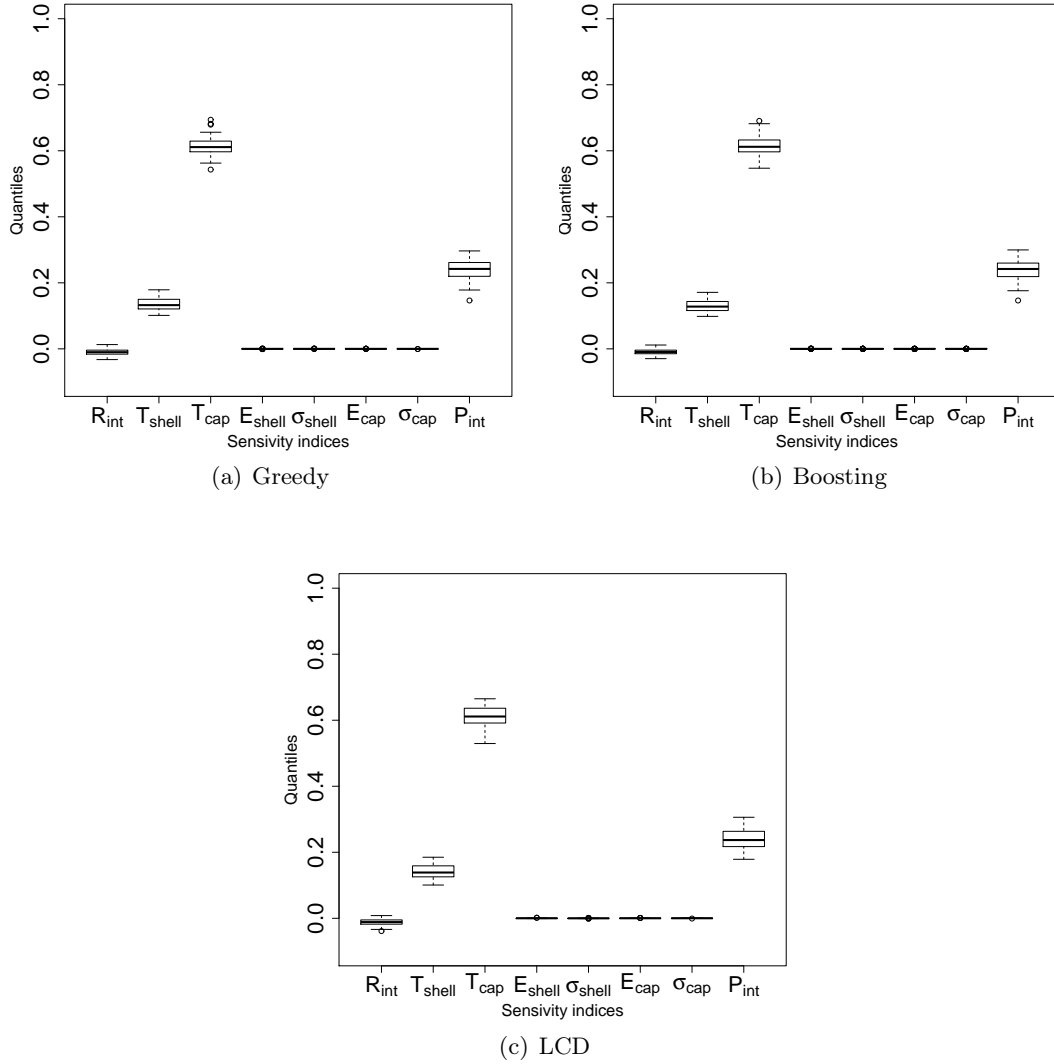 1.0
0.8
0.6
0.4
0.2
0.0
Quantiles
R_int T_shell T_cap E_shell σ_shell E_cap σ_cap P_int
Sensivity indices
(a) Greedy
1.0
0.8
0.6
0.4
0.2
0.0
Quantiles
R_int T_shell T_cap E_shell σ_shell E_cap σ_cap P_int
Sensivity indices
(b) Boosting
1.0
0.8
0.6
0.4
0.2
0.0
Quantiles
R_int T_shell T_cap E_shell σ_shell E_cap σ_cap P_int
Sensivity indices
(c) LCD